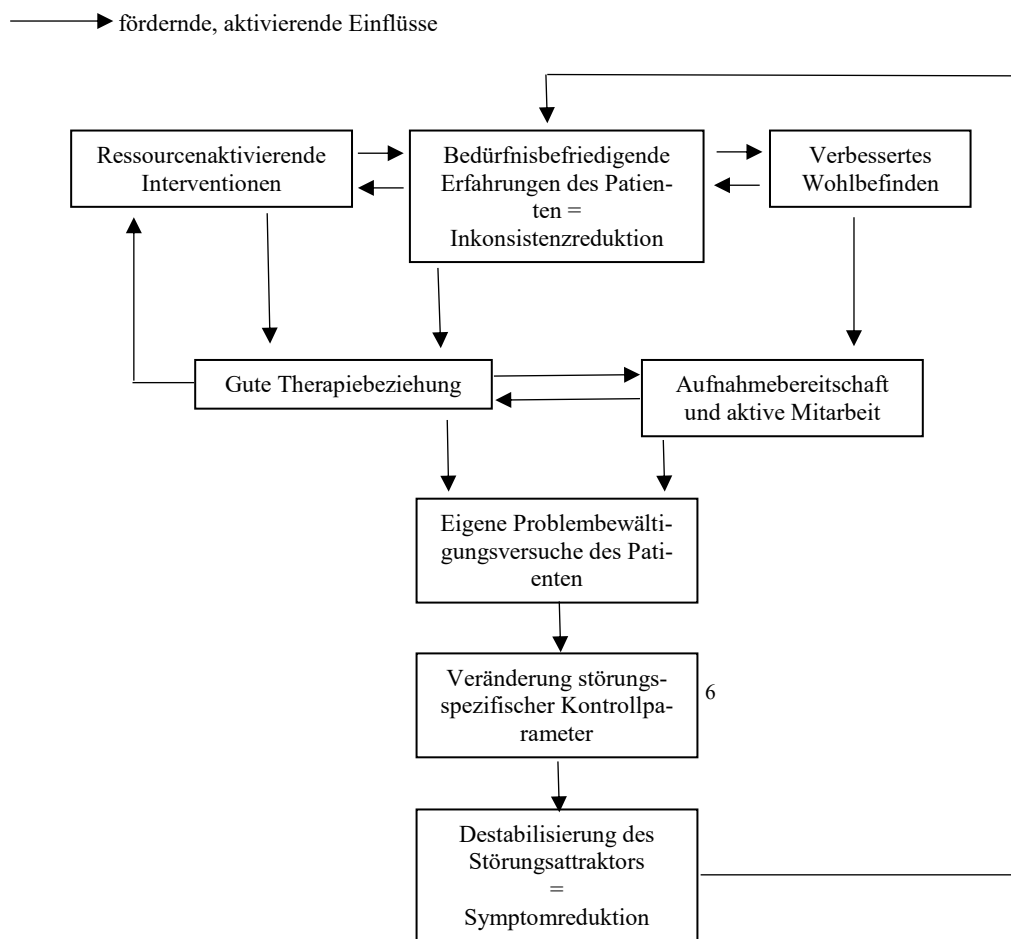 fördernde, aktivierende Einflüsse
Ressourcenaktivierende
Interventionen
Bedürfnisbefriedigende
Erfahrungen des Patien-
ten =
Inkonsistenzreduktion
Verbessertes
Wohlbefinden
Gute Therapiebeziehung
Aufnahmebereitschaft
und aktive Mitarbeit
Eigene Problembewälti-
gungsversuche des Pati-
enten
Veränderung störungs-
spezifischer Kontrollpa-
rameter
6
Destabilisierung des
Störungsattraktors
=
Symptomreduktion